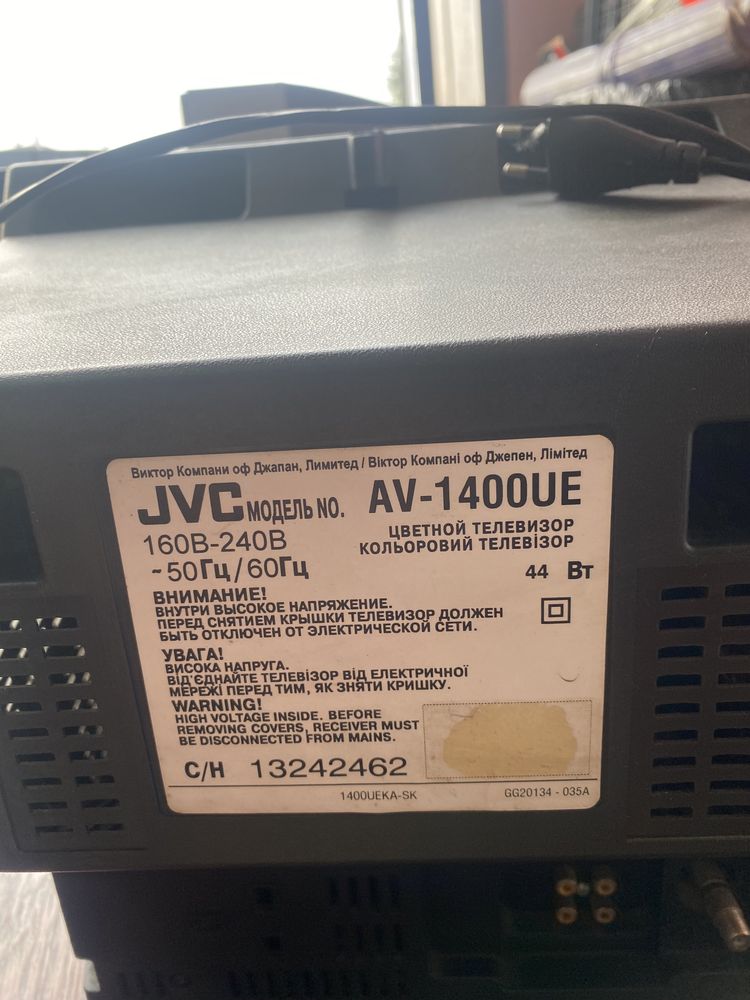 Виктор Компани оф Джапан, Лимитед / Віктор Компані оф Джепен, Лімітед
JVC МОДЕЛЬ NO. AV-1400UE
160В-240В
~50Гц/60Гц
ЦВЕТНОЙ ТЕЛЕВИЗОР
КОЛЬОРОВИЙ ТЕЛЕВІЗОР
44 Вт
ВНИМАНИЕ!
ВНУТРИ ВЫСОКОЕ НАПРЯЖЕНИЕ.
ПЕРЕД СНЯТИЕМ КРЫШКИ ТЕЛЕВИЗОР ДОЛЖЕН
БЫТЬ ОТКЛЮЧЕН ОТ ЭЛЕКТРИЧЕСКОЙ СЕТИ.
УВАГА!
ВИСОКА НАПРУГА.
ВІД'ЄДНАЙТЕ ТЕЛЕВІЗОР ВІД ЕЛЕКТРИЧНОЇ
МЕРЕЖІ ПЕРЕД ТИМ, ЯК ЗНЯТИ КРИШКУ.
WARNING!
HIGH VOLTAGE INSIDE. BEFORE
REMOVING COVERS, RECEIVER MUST
BE DISCONNECTED FROM MAINS.
С/Н 13242462
1400UEKA-SK
GG20134 - 035A